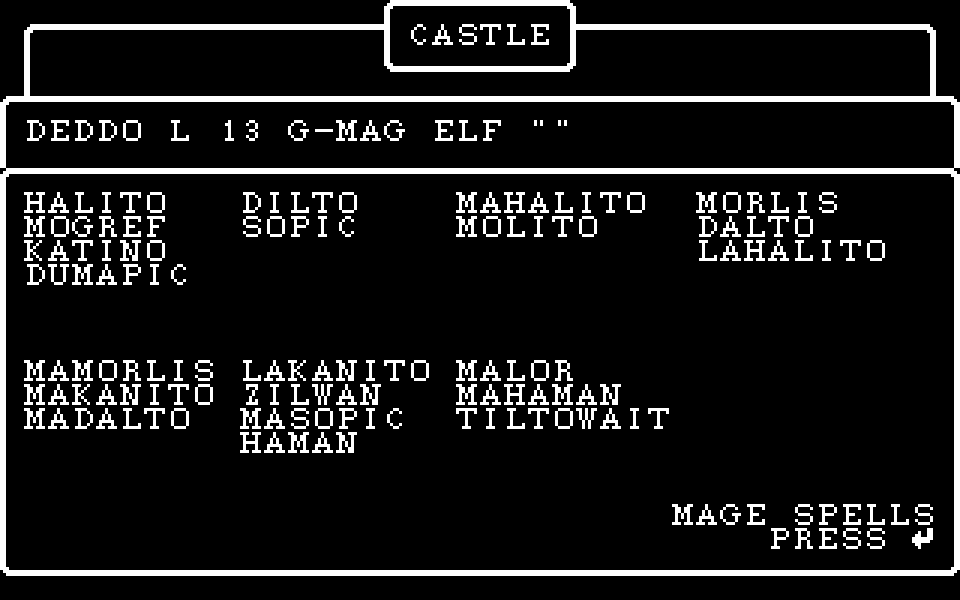 CASTLE
DEDDO L 13 G-MAG ELF ""
HALITO DILTO MAHALITO MORLIS
MOGREF SOPIC MOLITO DALTO
KATINO LAHALITO
DUMAPIC
MAMORLIS LAKANITO MALOR
MAKANITO ZILWAN MAHAMAN
MADALTO MASOPIC TILTOWAIT
HAMAN
MAGE SPELLS
PRESS ↵